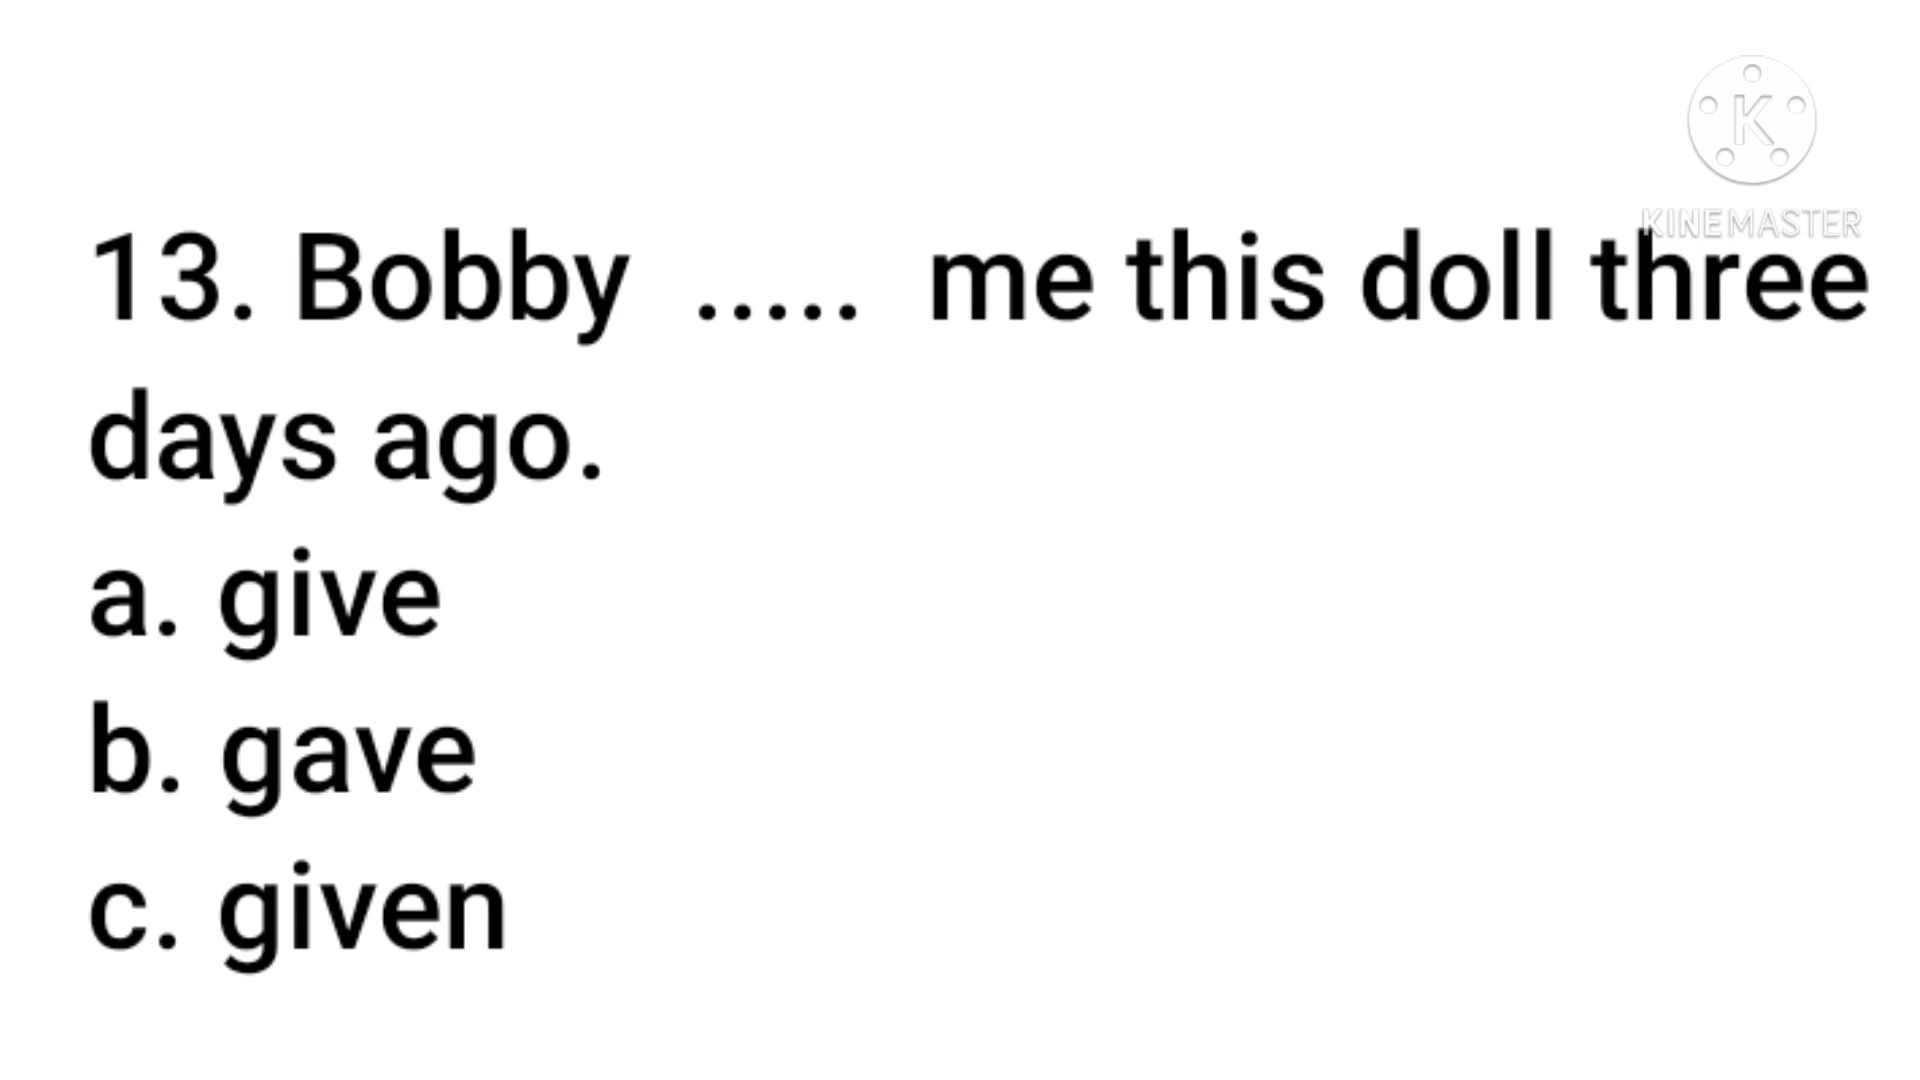 K
KINEMASTER
13. Bobby ..... me this doll three
days ago.
a. give
b. gave
c. given